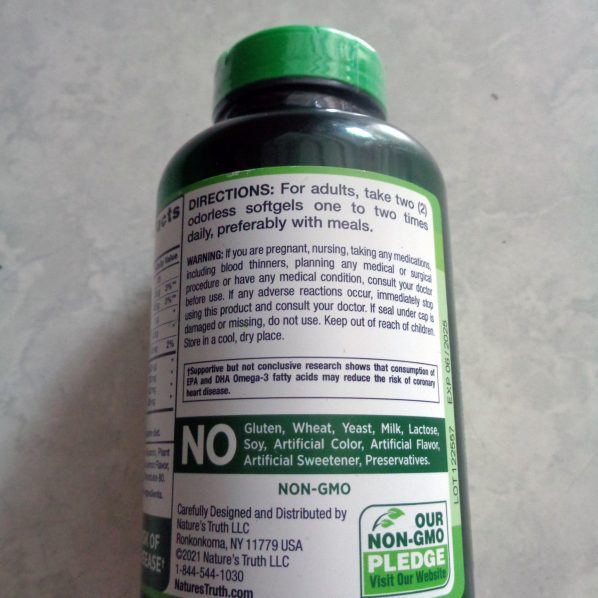 DIRECTIONS: For adults, take two (2)
odorless softgels one to two times
daily, preferably with meals.
WARNING: If you are pregnant, nursing, taking any medications,
including blood thinners, planning any medical or surgical
procedure or have any medical condition, consult your doctor
before use. If any adverse reactions occur, immediately stop
using this product and consult your doctor. If seal under cap is
damaged or missing, do not use. Keep out of reach of children.
Store in a cool, dry place.
†Supportive but not conclusive research shows that consumption of
EPA and DHA Omega-3 fatty acids may reduce the risk of coronary
heart disease.
NO
Gluten, Wheat, Yeast, Milk, Lactose,
Soy, Artificial Color, Artificial Flavor,
Artificial Sweetener, Preservatives.
NON-GMO
Carefully Designed and Distributed by
Nature's Truth LLC
Ronkonkoma, NY 11779 USA
©2021 Nature's Truth LLC
1-844-544-1030
NaturesTruth.com
OUR
NON-GMO
PLEDGE
Visit Our Website
LOT 122557 EXP 06/2025
2%
OF